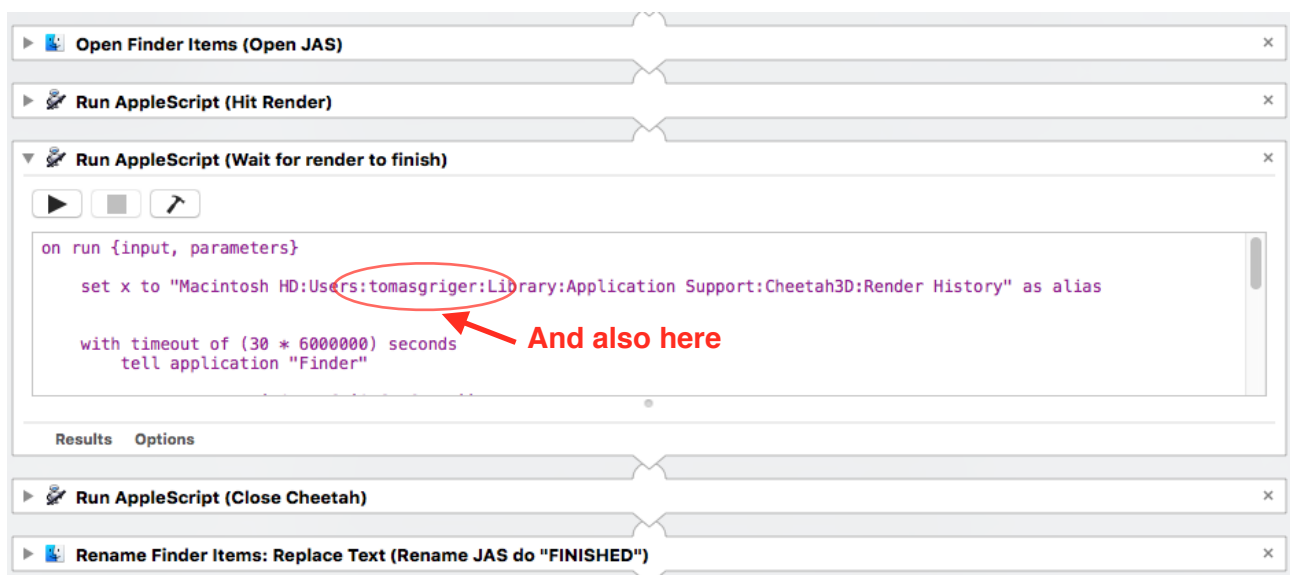 Open Finder Items (Open JAS)
Run AppleScript (Hit Render)
Run AppleScript (Wait for render to finish)
on run {input, parameters}
set x to "Macintosh HD:Users:tomasgriger:Library:Application Support:Cheetah3D:Render History" as alias
with timeout of (30 * 6000000) seconds
And also here
tell application "Finder"
Results Options
Run AppleScript (Close Cheetah)
Rename Finder Items: Replace Text (Rename JAS do "FINISHED")